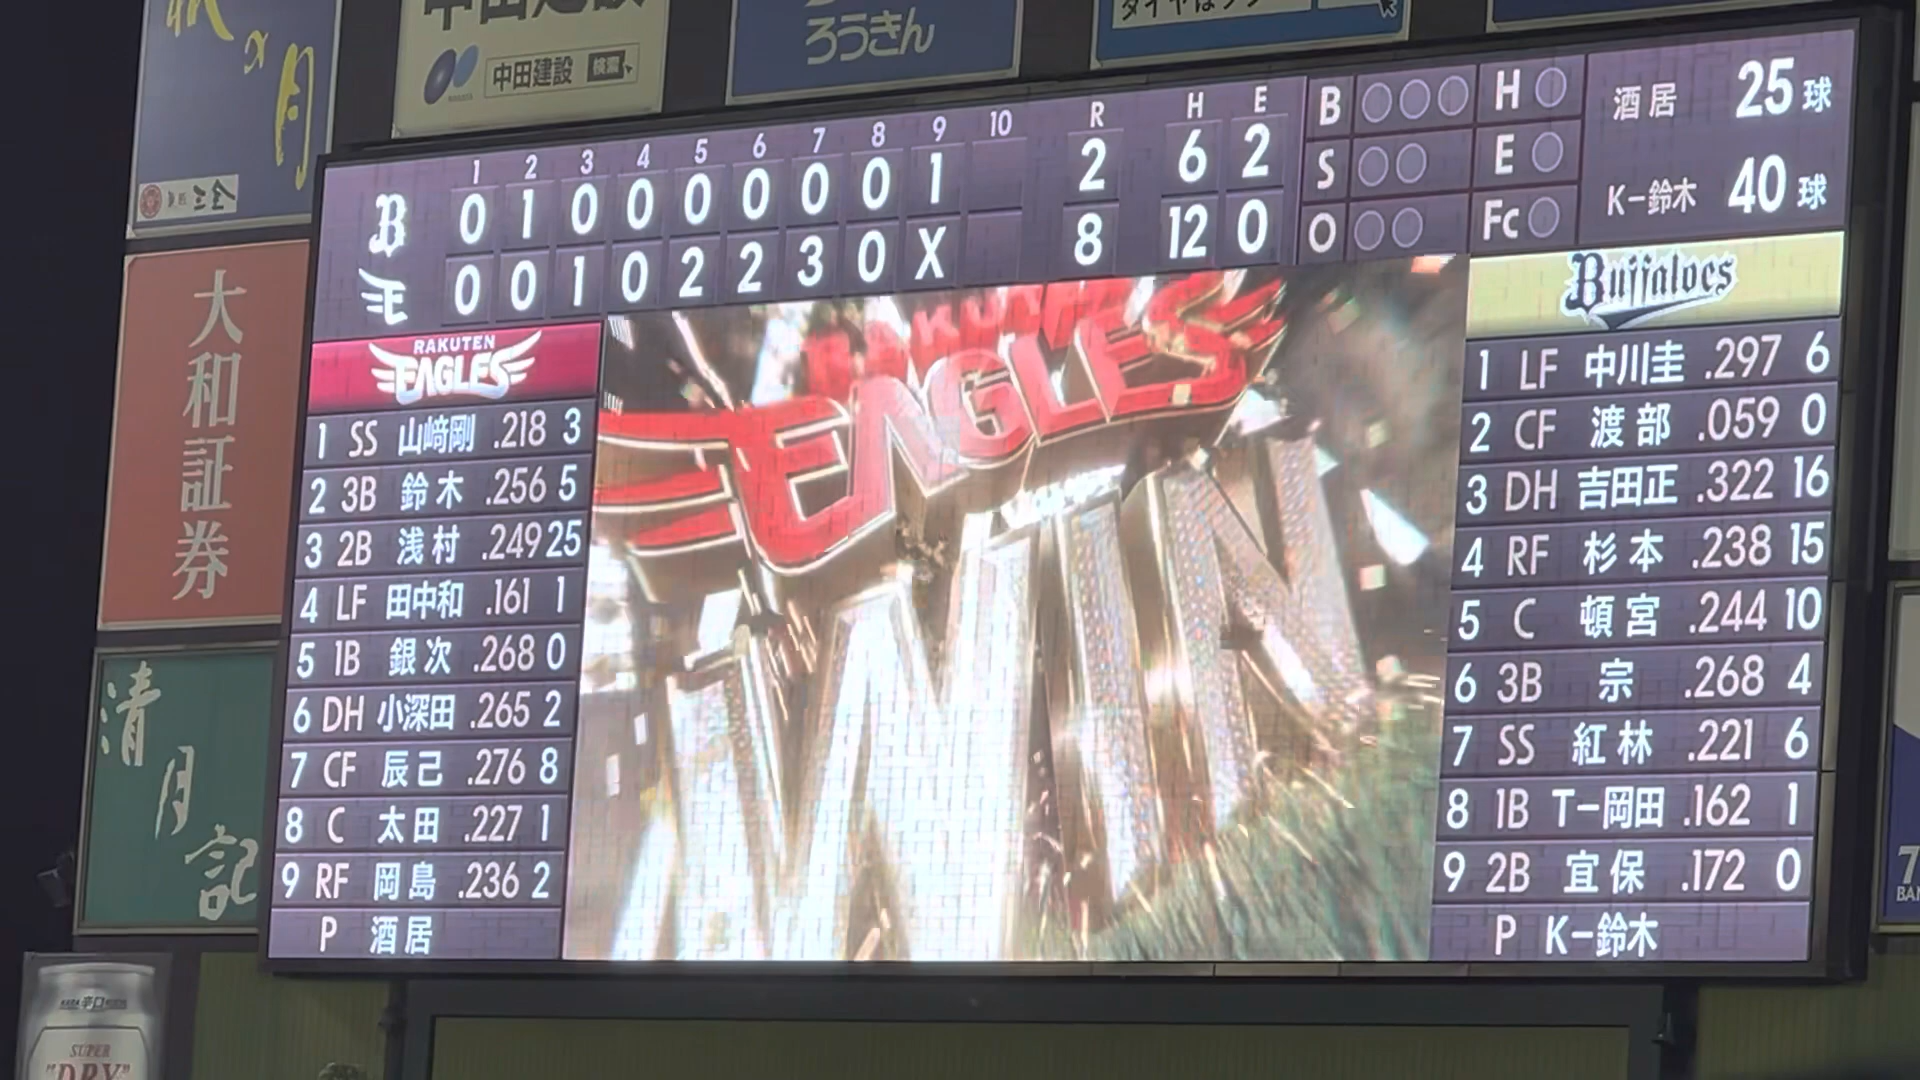 ろうきん
中田建設 検索
大和証券
清月記
SUPER
"DRY"
1 2 3 4 5 6 7 8 9 10 R H E
B 0 1 0 0 0 0 0 0 1 2 6 2
E 0 0 1 0 2 2 3 0 X 8 12 0
B H
S E
O Fc
酒居 25球
K-鈴木 40球
RAKUTEN
EAGLES
1 SS 山﨑剛 .218 3
2 3B 鈴木 .256 5
3 2B 浅村 .249 25
4 LF 田中和 .161 1
5 1B 銀次 .268 0
6 DH 小深田 .265 2
7 CF 辰己 .276 8
8 C 太田 .227 1
9 RF 岡島 .236 2
P 酒居
RAKUTEN
EAGLES
WIN
Buffaloes
1 LF 中川圭 .297 6
2 CF 渡部 .059 0
3 DH 吉田正 .322 16
4 RF 杉本 .238 15
5 C 頓宮 .244 10
6 3B 宗 .268 4
7 SS 紅林 .221 6
8 1B T-岡田 .162 1
9 2B 宜保 .172 0
P K-鈴木